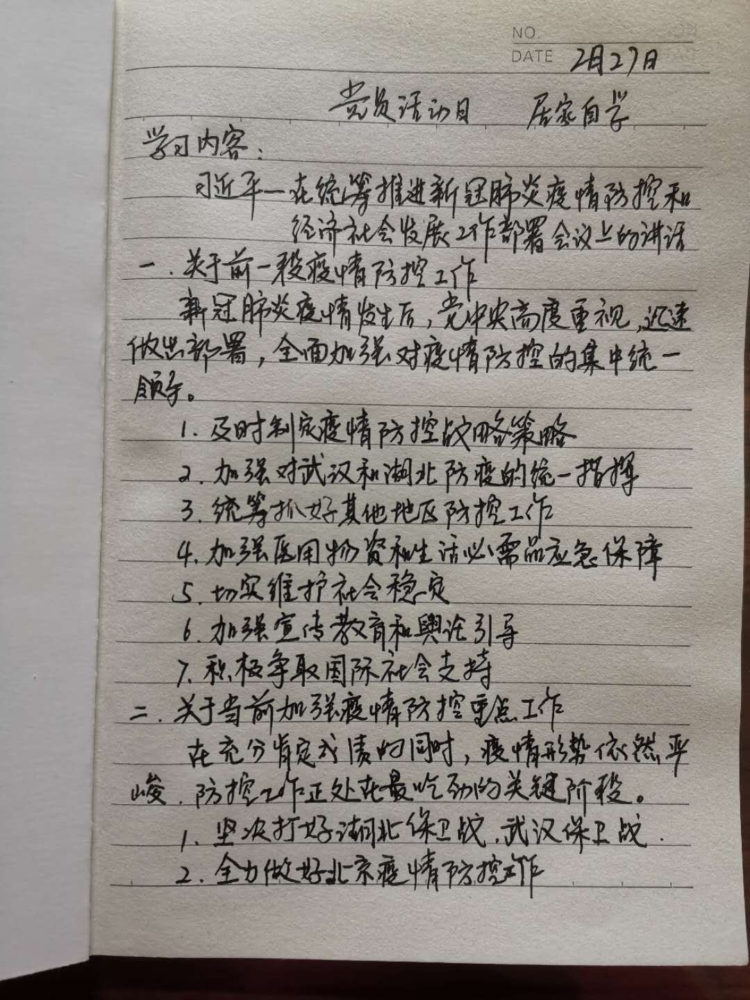 NO.
DATE 2月27日
党员活动日 居家自学
学习内容：
习近平—在统筹推进新冠肺炎疫情防控和
经济社会发展工作部署会议上的讲话
一．关于前一段疫情防控工作
新冠肺炎疫情发生后，党中央高度重视，迅速
做出部署，全面加强对疫情防控的集中统一
领导。
1. 及时制定疫情防控战略策略
2. 加强对武汉和湖北防疫的统一指挥
3. 统筹抓好其他地区防控工作
4. 加强医用物资和生活必需品应急保障
5. 切实维护社会稳定
6. 加强宣传教育和舆论引导
7. 积极争取国际社会支持
二．关于当前加强疫情防控重点工作
在充分肯定成绩的同时，疫情形势依然严
峻．防控工作正处在最吃劲的关键阶段。
1. 坚决打好湖北保卫战．武汉保卫战．
2. 全力做好北京疫情防控工作